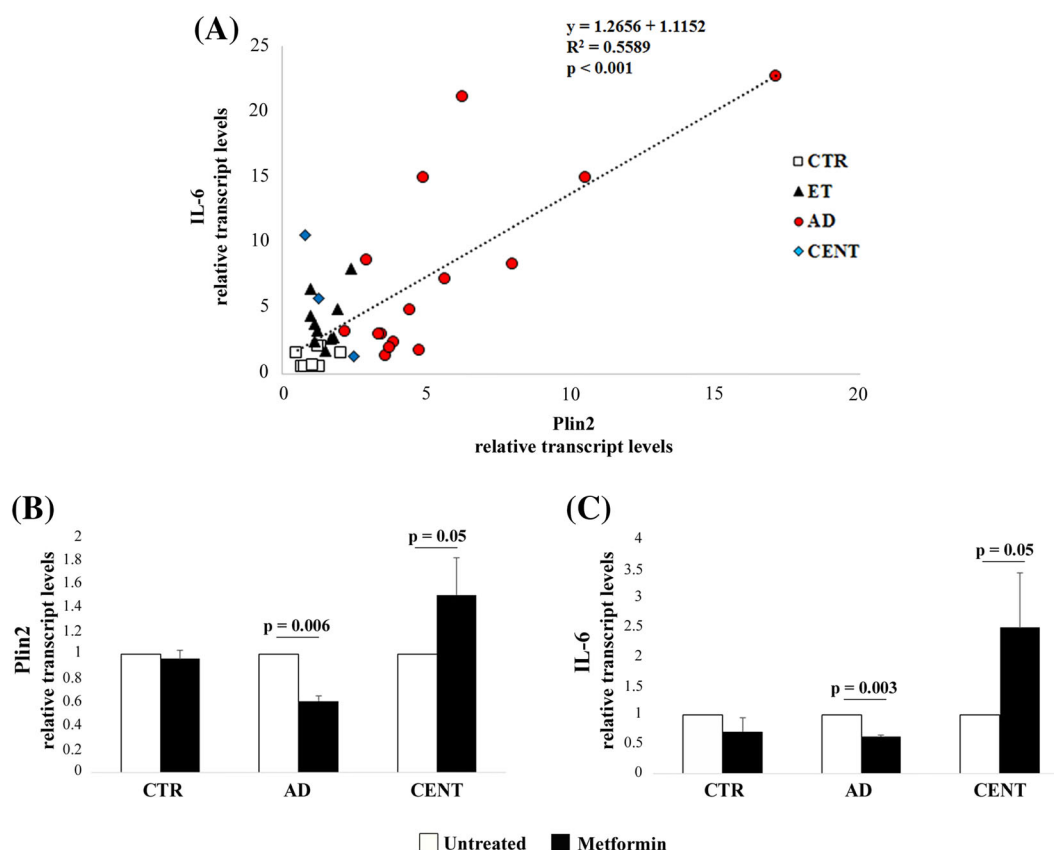 (A)
y = 1.2656 + 1.1152
R² = 0.5589
p < 0.001
25
20
15
10
5
0
IL-6
relative transcript levels
0 5 10 15 20
Plin2
relative transcript levels
CTR
ET
AD
CENT
(B)
Plin2
relative transcript levels
2
1.8
1.6
1.4
1.2
1
0.8
0.6
0.4
0.2
0
p = 0.006
p = 0.05
CTR AD CENT
(C)
IL-6
relative transcript levels
4
3.5
3
2.5
2
1.5
1
0.5
0
p = 0.003
p = 0.05
CTR AD CENT
Untreated Metformin